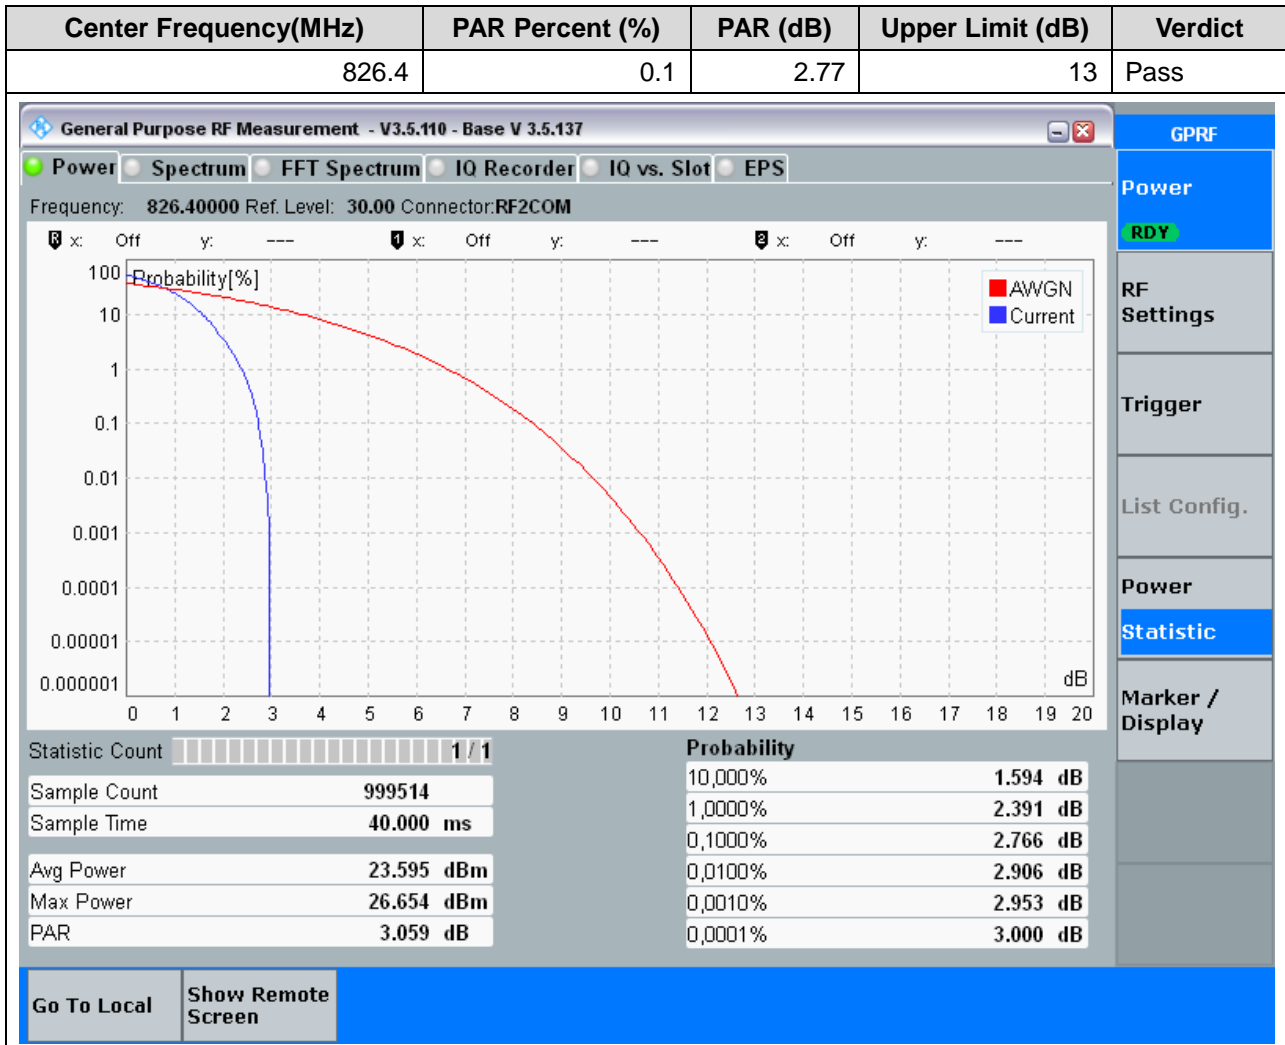 Center Frequency(MHz) PAR Percent (%) PAR (dB) Upper Limit (dB) Verdict
826.4 0.1 2.77 13 Pass
General Purpose RF Measurement - V3.5.110 - Base V 3.5.137
GPRF
Power Spectrum FFT Spectrum IQ Recorder IQ vs. Slot EPS
Frequency: 826.40000 Ref. Level: 30.00 Connector:RF2COM
R x: Off y: --- 1 x: Off y: --- 2 x: Off y: ---
Probability[%]
AWGN
Current
100
10
1
0.1
0.01
0.001
0.0001
0.00001
0.000001
dB
0 1 2 3 4 5 6 7 8 9 10 11 12 13 14 15 16 17 18 19 20
Statistic Count 1 / 1
Sample Count 999514
Sample Time 40.000 ms
Avg Power 23.595 dBm
Max Power 26.654 dBm
PAR 3.059 dB
Probability
10,000% 1.594 dB
1,0000% 2.391 dB
0,1000% 2.766 dB
0,0100% 2.906 dB
0,0010% 2.953 dB
0,0001% 3.000 dB
Power
RDY
RF
Settings
Trigger
List Config.
Power
Statistic
Marker /
Display
Go To Local
Show Remote
Screen